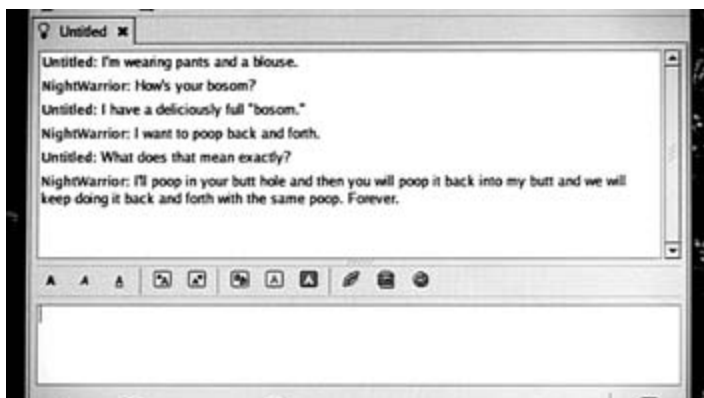 Untitled
Untitled: I'm wearing pants and a blouse.
NightWarrior: How's your bosom?
Untitled: I have a deliciously full "bosom."
NightWarrior: I want to poop back and forth.
Untitled: What does that mean exactly?
NightWarrior: I'll poop in your butt hole and then you will poop it back into my butt and we will
keep doing it back and forth with the same poop. Forever.